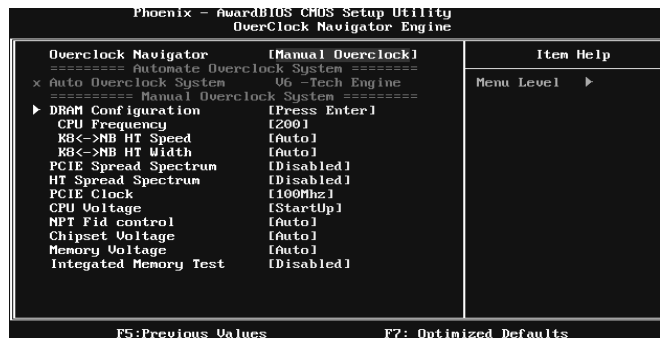 Phoenix - AwardBIOS CMOS Setup Utility
OverClock Navigator Engine
Overclock Navigator [Manual Overclock] Item Help
========= Automate Overclock System ========
x Auto Overclock System V6 -Tech Engine Menu Level ▶
========== Manual Overclock System =========
▶ DRAM Configuration [Press Enter]
CPU Frequency [200]
K8<->NB HT Speed [Auto]
K8<->NB HT Width [Auto]
PCIE Spread Spectrum [Disabled]
HT Spread Spectrum [Disabled]
PCIE Clock [100Mhz]
CPU Voltage [StartUp]
NPT Fid control [Auto]
Chipset Voltage [Auto]
Memory Voltage [Auto]
Integated Memory Test [Disabled]
F5:Previous Values F7: Optimized Defaults